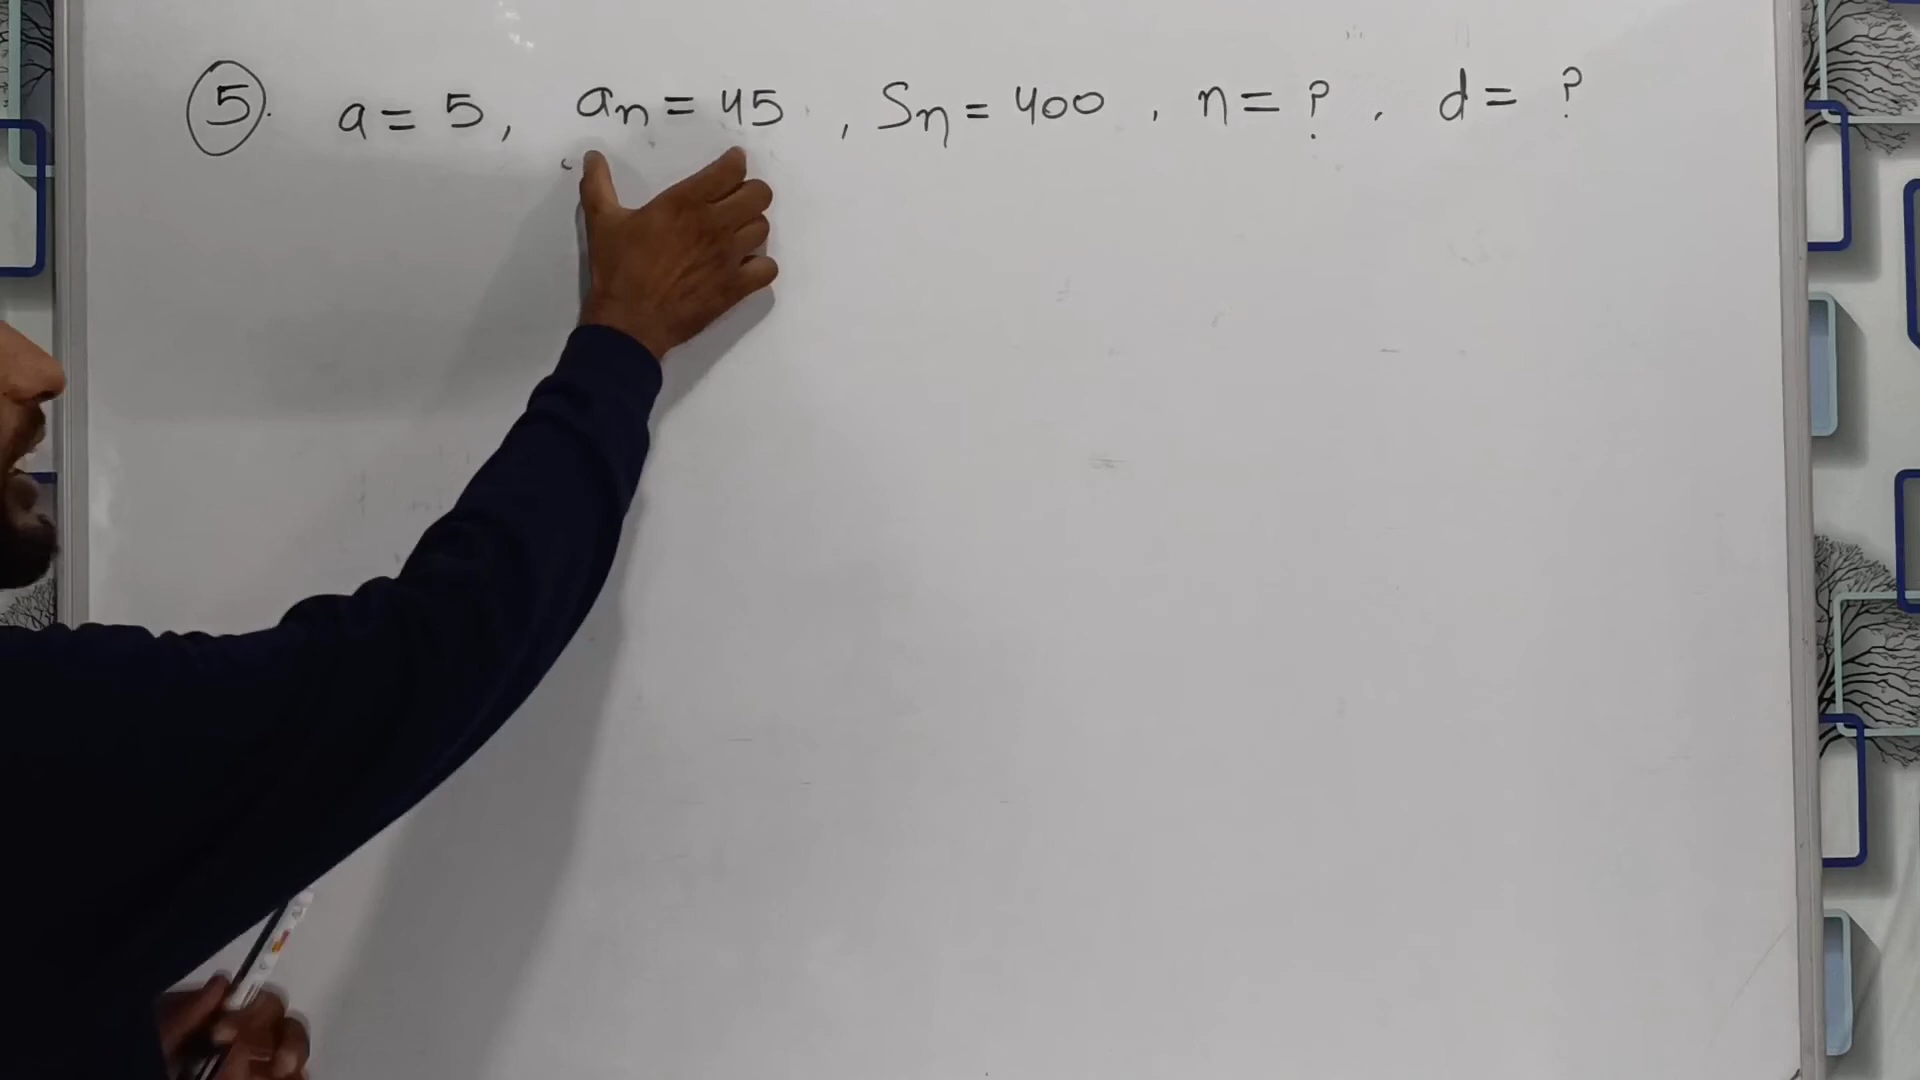 5. a = 5, an = 45, Sn = 400, n = ?, d = ?